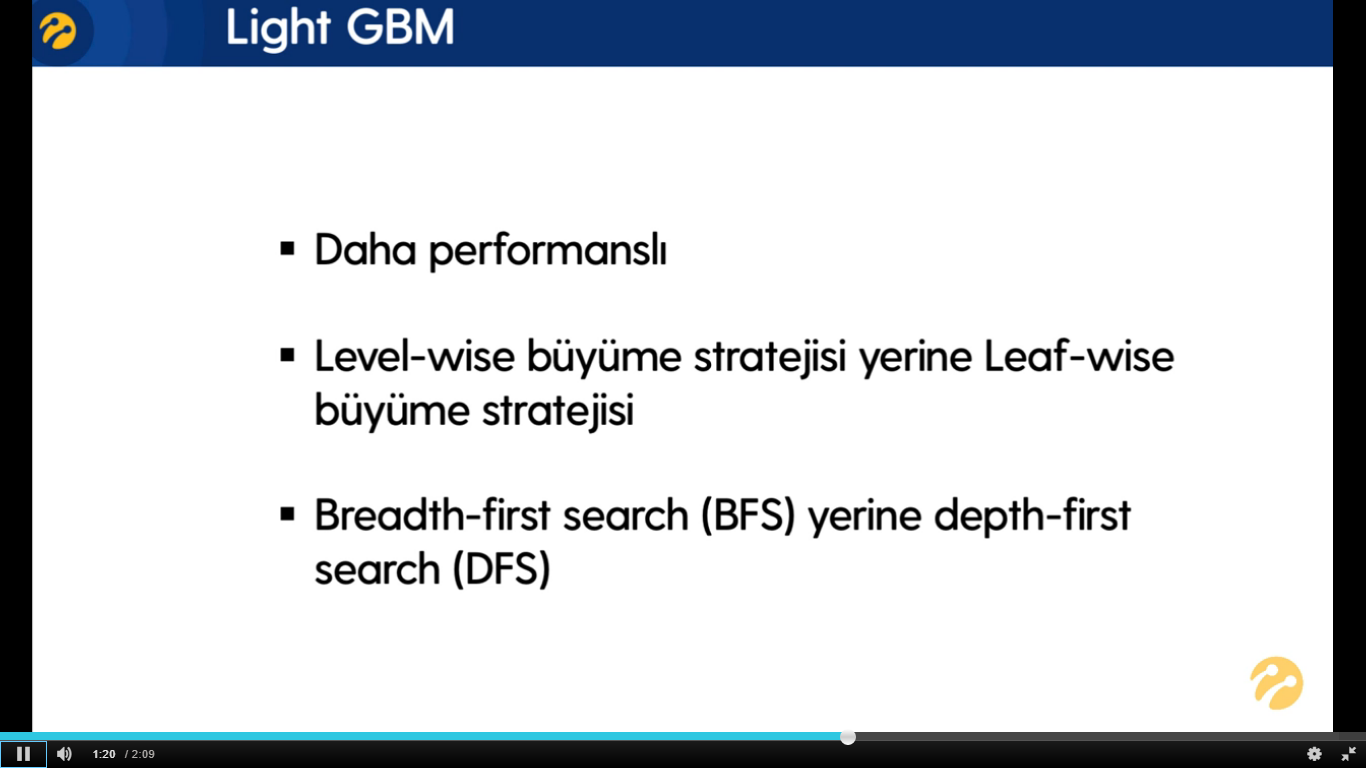 Light GBM
▪ Daha performanslı
▪ Level-wise büyüme stratejisi yerine Leaf-wise
büyüme stratejisi
▪ Breadth-first search (BFS) yerine depth-first
search (DFS)
1:20 / 2:09